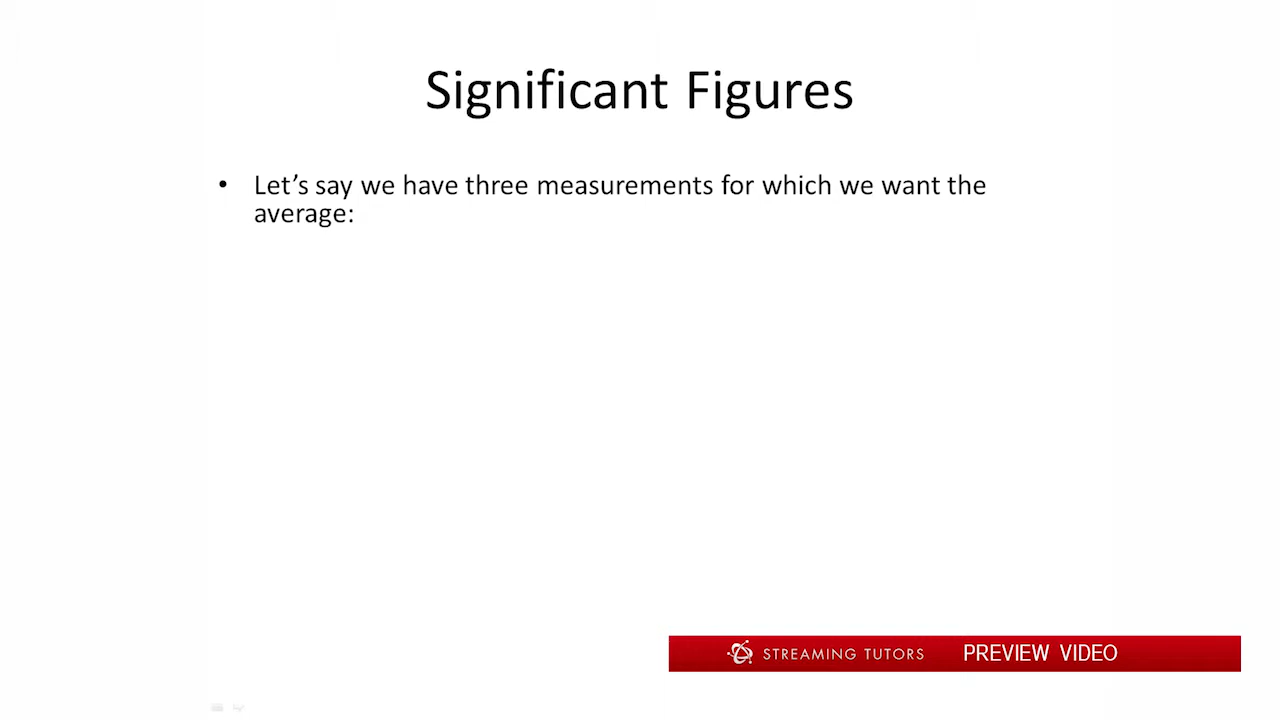 Significant Figures
• Let’s say we have three measurements for which we want the
average:
STREAMING TUTORS PREVIEW VIDEO